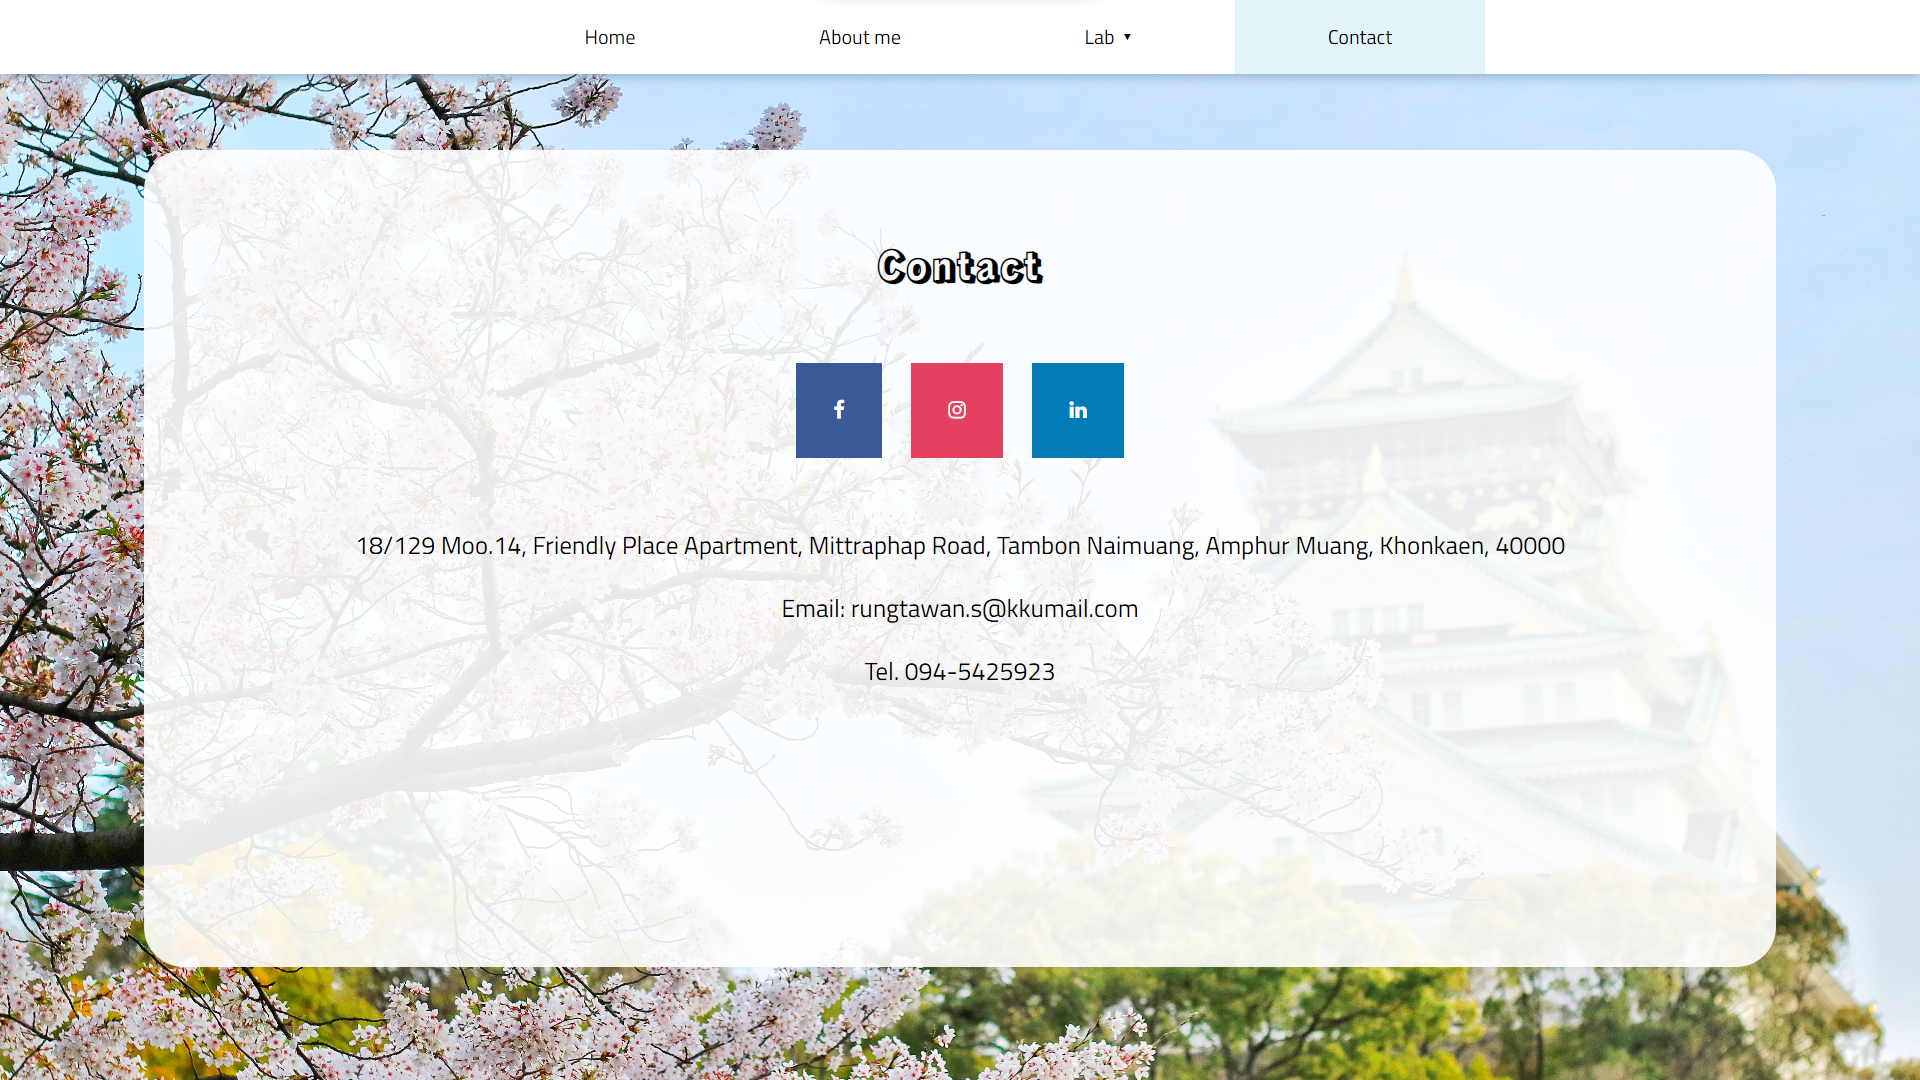 Home
About me
Lab ▼
Contact
Contact
18/129 Moo.14, Friendly Place Apartment, Mittraphap Road, Tambon Naimuang, Amphur Muang, Khonkaen, 40000
Email: rungtawan.s@kkumail.com
Tel. 094-5425923